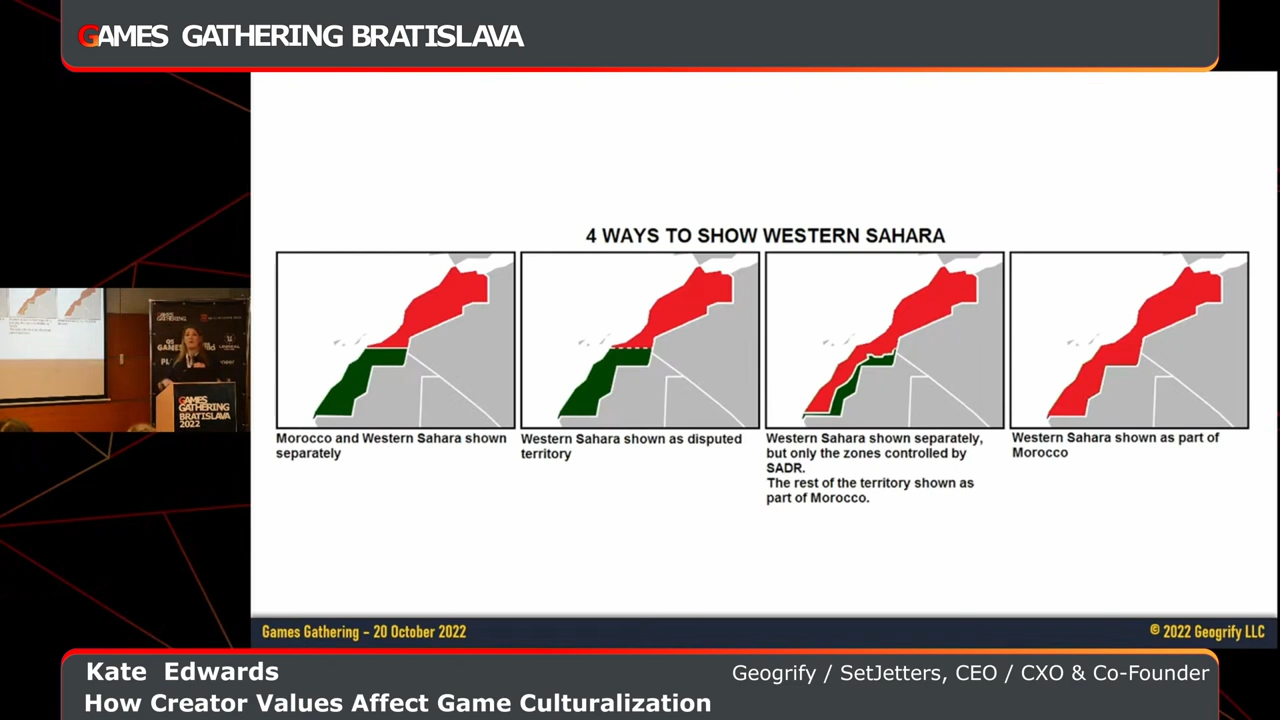 GAMES GATHERING BRATISLAVA
4 WAYS TO SHOW WESTERN SAHARA
Morocco and Western Sahara shown
separately
Western Sahara shown as disputed
territory
Western Sahara shown separately,
but only the zones controlled by
SADR.
The rest of the territory shown as
part of Morocco.
Western Sahara shown as part of
Morocco
GAMES
GATHERING
GAMES
GATHERING
BRATISLAVA
2022
Games Gathering – 20 October 2022
© 2022 Geogrify LLC
Kate Edwards
Geogrify / SetJetters, CEO / CXO & Co-Founder
How Creator Values Affect Game Culturalization